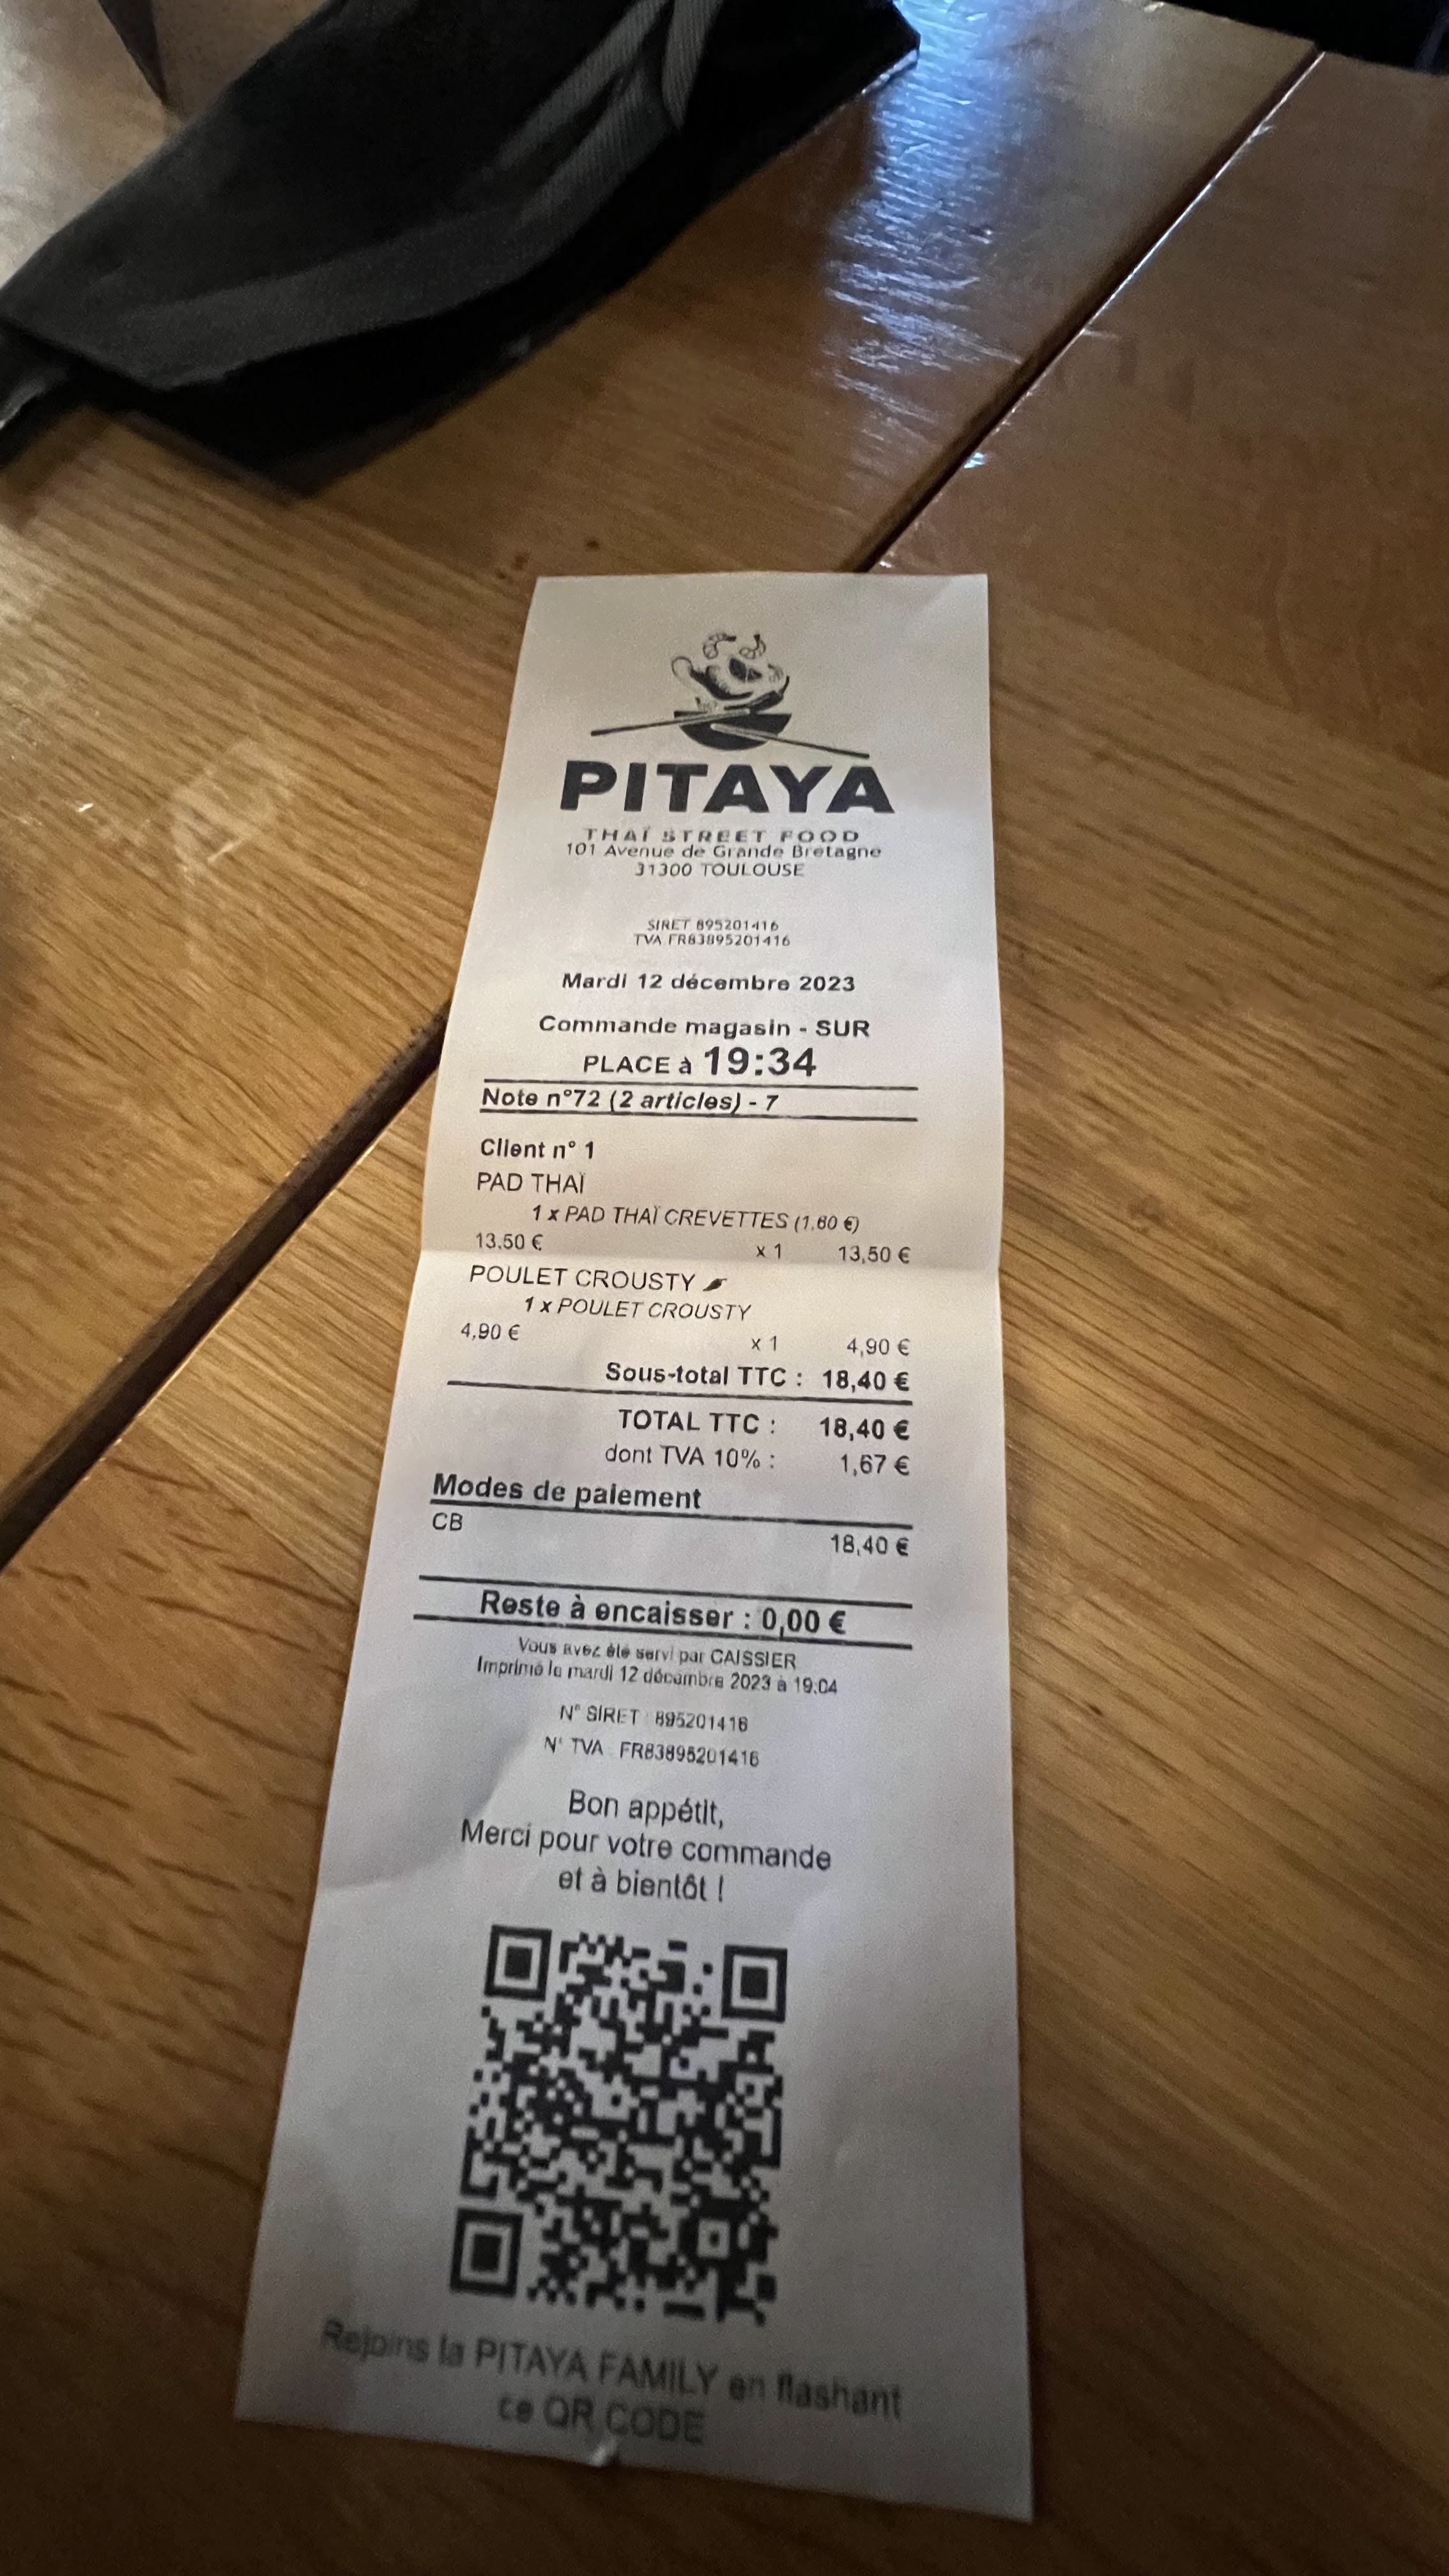 PITAYA
THAÏ STREET FOOD
101 Avenue de Grande Bretagne
31300 TOULOUSE
SIRET 895201416
TVA FR83895201416
Mardi 12 décembre 2023
Commande magasin - SUR
PLACE à 19:34
Note n°72 (2 articles) - 7
Client n° 1
PAD THAÏ
1 x PAD THAÏ CREVETTES (1,60 €)
13,50 € x 1 13,50 €
POULET CROUSTY
1 x POULET CROUSTY
4,90 € x 1 4,90 €
Sous-total TTC : 18,40 €
TOTAL TTC : 18,40 €
dont TVA 10% : 1,67 €
Modes de paiement
CB 18,40 €
Reste à encaisser : 0,00 €
Vous avez été servi par CAISSIER
Imprimé le mardi 12 décembre 2023 à 19:04
N° SIRET : 895201416
N° TVA : FR83895201416
Bon appétit,
Merci pour votre commande
et à bientôt !
Rejoins la PITAYA FAMILY en flashant
ce QR CODE